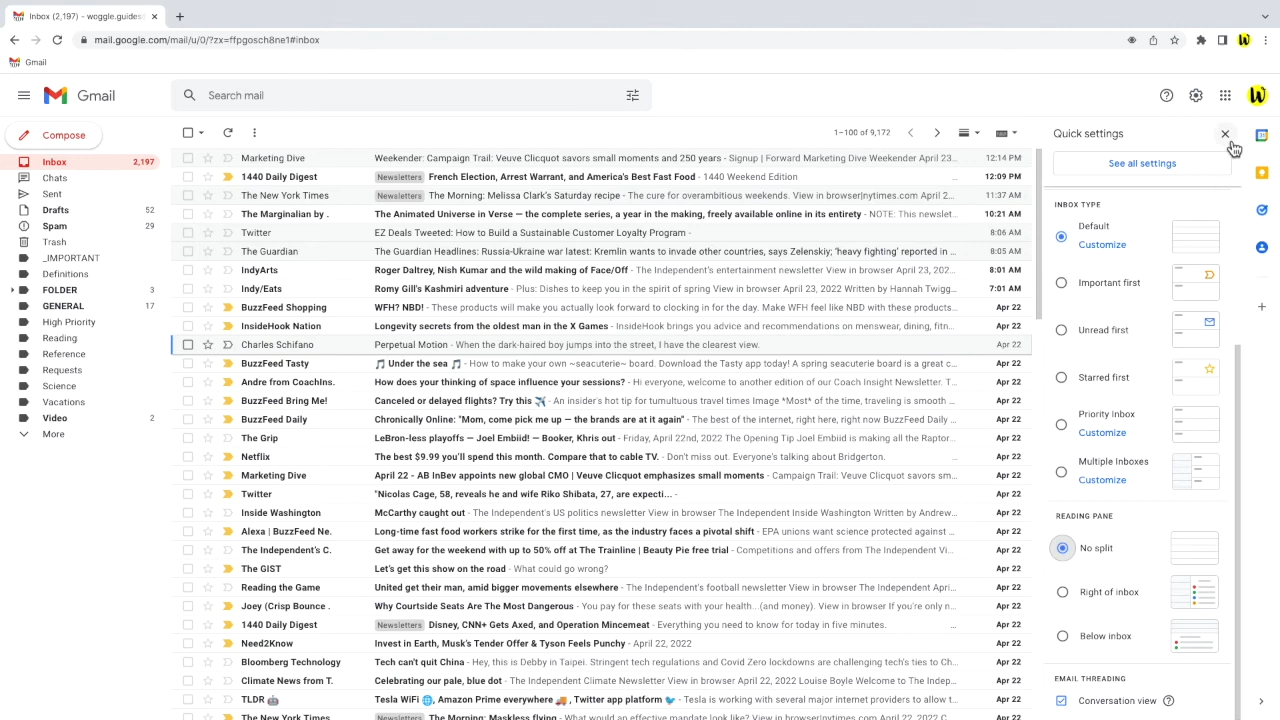 Inbox (2,197) - woggle.guides@
mail.google.com/mail/u/0/?zx=ffpgosch8ne1#inbox
Gmail
Gmail
Search mail
Compose
1–100 of 9,172
Quick settings
See all settings
Inbox 2,197
Chats
Sent
Drafts 52
Spam 29
Trash
_IMPORTANT
Definitions
FOLDER 3
GENERAL 17
High Priority
Reading
Reference
Requests
Science
Vacations
Video 2
More
Marketing Dive Weekender: Campaign Trail: Veuve Clicquot savors small moments and 250 years - Signup | Forward Marketing Dive Weekender April 23... 12:14 PM
1440 Daily Digest Newsletters French Election, Arrest Warrant, and America's Best Fast Food - 1440 Weekend Edition ... 12:09 PM
The New York Times Newsletters The Morning: Melissa Clark's Saturday recipe - The cure for overambitious weekends. View in browser|nytimes.com April 2... 11:37 AM
The Marginalian by . The Animated Universe in Verse — the complete series, a year in the making, freely available online in its entirety - NOTE: This newslet... 10:21 AM
Twitter EZ Deals Tweeted: How to Build a Sustainable Customer Loyalty Program - 8:06 AM
The Guardian The Guardian Headlines: Russia-Ukraine war latest: Kremlin wants to invade other countries, says Zelenskiy; 'heavy fighting' reported in ... 8:05 AM
IndyArts Roger Daltrey, Nish Kumar and the wild making of Face/Off - The Independent's entertainment newsletter View in browser April 23, 202... 8:01 AM
Indy/Eats Romy Gill's Kashmiri adventure - Plus: Dishes to keep you in the spirit of spring View in browser April 23, 2022 Written by Hannah Twigg... 7:01 AM
BuzzFeed Shopping WFH? NBD! - These products will make you actually look forward to clocking in for the day. Make WFH feel like NBD with these products... Apr 22
InsideHook Nation Longevity secrets from the oldest man in the X Games - InsideHook brings you advice and recommendations on menswear, dining, fitn... Apr 22
Charles Schifano Perpetual Motion - When the dark-haired boy jumps into the street, I have the clearest view. Apr 22
BuzzFeed Tasty 🎵 Under the sea 🎵 - How to make your own ~seacuterie~ board. Download the Tasty app today! A spring seacuterie board is a great c... Apr 22
Andre from CoachIns. How does your thinking of space influence your sessions? - Hi everyone, welcome to another edition of our Coach Insight Newsletter. T... Apr 22
BuzzFeed Bring Me! Canceled or delayed flights? Try this ✈️ - An insider's hot tip for tumultuous travel times Image *Most* of the time, traveling is smooth ... Apr 22
BuzzFeed Daily Chronically Online: "Mom, come pick me up — the brands are at it again" - The best of the internet, right here, right now BuzzFeed Daily ... Apr 22
The Grip LeBron-less playoffs — Joel Embiid! — Booker, Khris out - Friday, April 22nd, 2022 The Opening Tip Joel Embiid is making all the Raptor... Apr 22
Netflix The best $9.99 you'll spend this month. Compare that to cable TV. - Don't miss out. Everyone's talking about Bridgerton. ... Apr 22
Marketing Dive April 22 - AB InBev appoints new global CMO | Veuve Clicquot emphasizes small moments - Campaign Trail: Veuve Clicquot savors sm... Apr 22
Twitter "Nicolas Cage, 58, reveals he and wife Riko Shibata, 27, are expecti... - Apr 22
Inside Washington McCarthy caught out - The Independent's US politics newsletter View in browser The Independent Inside Washington Written by Andrew... Apr 22
Alexa | BuzzFeed Ne. Long-time fast food workers strike for the first time, as the industry faces a pivotal shift - EPA unions want science protected against... Apr 22
The Independent's C. Get away for the weekend with up to 50% off at The Trainline | Beauty Pie free trial - Competitions and offers from The Independent Vi... Apr 22
The GIST Let's get this show on the road - What could go wrong? Apr 22
Reading the Game United get their man, amid bigger movements elsewhere - The Independent's football newsletter View in browser The Independent Apri... Apr 22
Joey (Crisp Bounce . Why Courtside Seats Are The Most Dangerous - You pay for these seats with your health...(and money). View in browser If you're only n... Apr 22
1440 Daily Digest Newsletters Disney, CNN+ Gets Axed, and Operation Mincemeat - Everything you need to know for today in five minutes. ... Apr 22
Need2Know Invest in Earth, Musk's Tender Offer & Tyson Feels Punchy - April 22, 2022 Apr 22
Bloomberg Technology Tech can't quit China - Hey, this is Debby in Taipei. Stringent tech regulations and Covid Zero lockdowns are challenging tech's ties to Ch... Apr 22
Climate News from T. Celebrating our pale, blue dot - The Independent Climate Newsletter View in browser April 22, 2022 Louise Boyle Welcome to The Indep... Apr 22
TLDR 🤖 Tesla WiFi 🌐, Amazon Prime everywhere 🚚 , Twitter app platform 🐦 - Tesla is working with several major internet providers to allow t... Apr 22
The New York Times Newsletters The Morning: Maskless flying - What would an effective mandate look like? View in browser|nytimes.com April 22, 2022 ... Apr 22
INBOX TYPE
Default
Customize
Important first
Unread first
Starred first
Priority Inbox
Customize
Multiple Inboxes
Customize
READING PANE
No split
Right of inbox
Below inbox
EMAIL THREADING
Conversation view